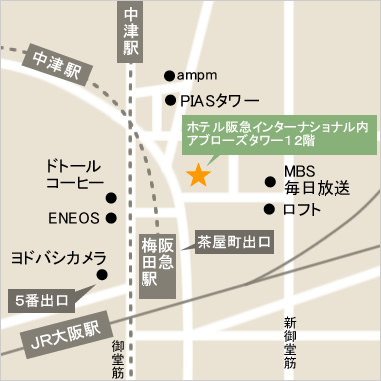 中津駅
中津駅
ampm
PIASタワー
ホテル阪急インターナショナル内
アプローズタワー12階
ドトール
コーヒー
MBS
毎日放送
ENEOS
ロフト
茶屋町出口
阪急
梅田駅
ヨドバシカメラ
5番出口
JR大阪駅
御堂筋
新御堂筋